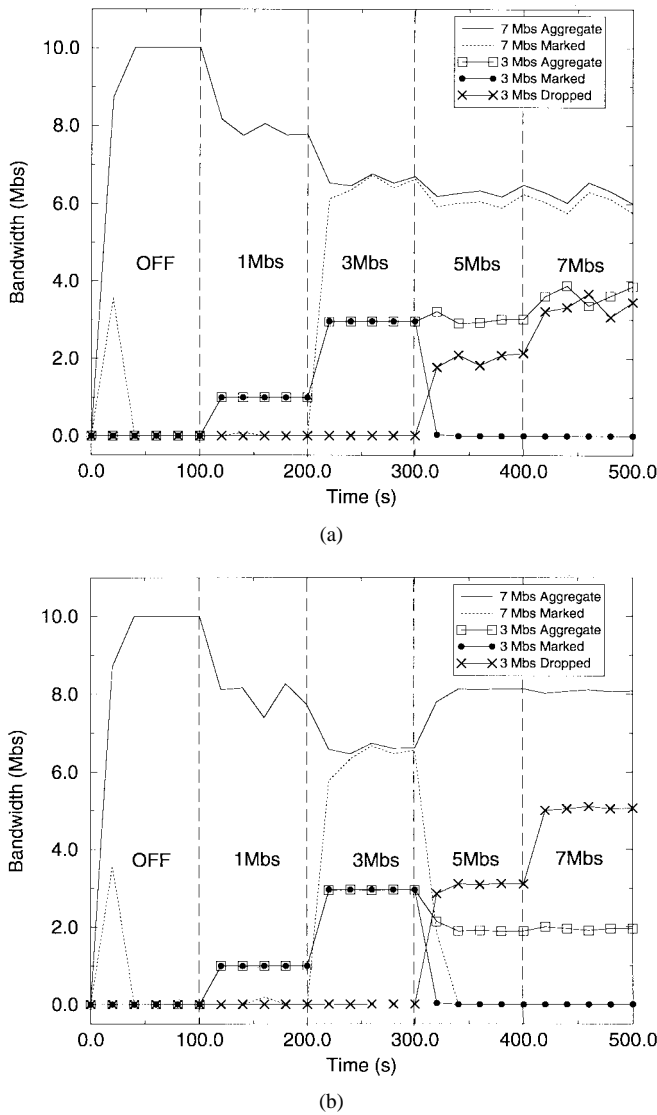 7 Mbs Aggregate
7 Mbs Marked
3 Mbs Aggregate
3 Mbs Marked
3 Mbs Dropped
10.0
8.0
6.0
4.0
2.0
0.0
Bandwidth (Mbs)
OFF 1Mbs 3Mbs 5Mbs 7Mbs
0.0 100.0 200.0 300.0 400.0 500.0
Time (s)
(a)
7 Mbs Aggregate
7 Mbs Marked
3 Mbs Aggregate
3 Mbs Marked
3 Mbs Dropped
10.0
8.0
6.0
4.0
2.0
0.0
Bandwidth (Mbs)
OFF 1Mbs 3Mbs 5Mbs 7Mbs
0.0 100.0 200.0 300.0 400.0 500.0
Time (s)
(b)